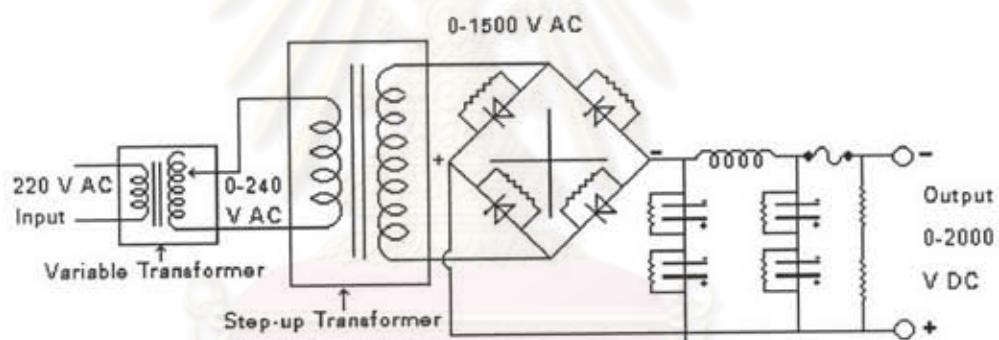 0-1500 V AC
220 V AC
Input
0-240
V AC
Variable Transformer
Step-up Transformer
+
-
-
Output
0-2000
V DC
+